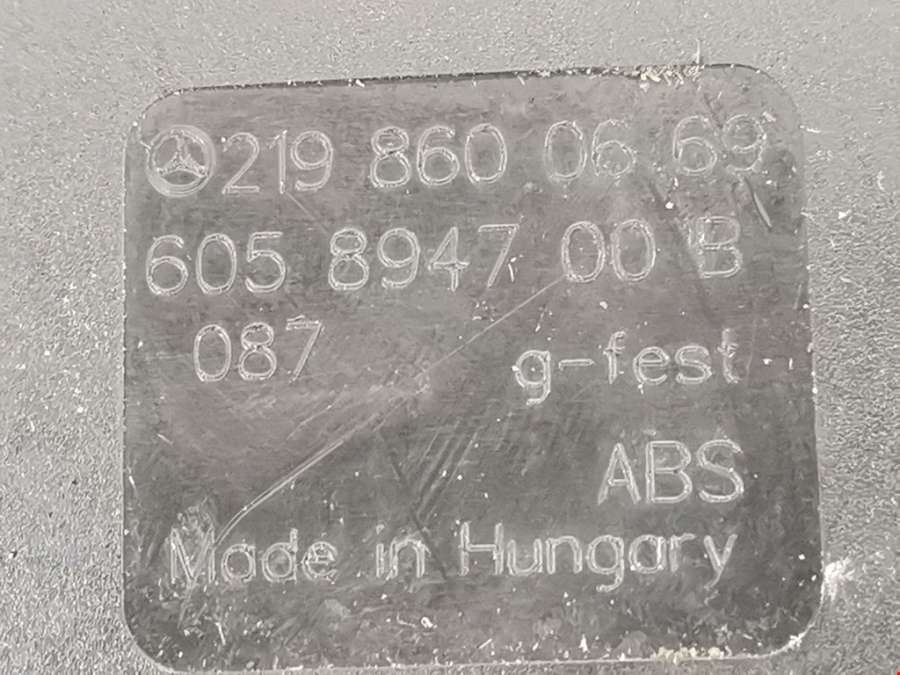 219 860 06 69
605 8947 00 B
087 g-fest
ABS
Made in Hungary